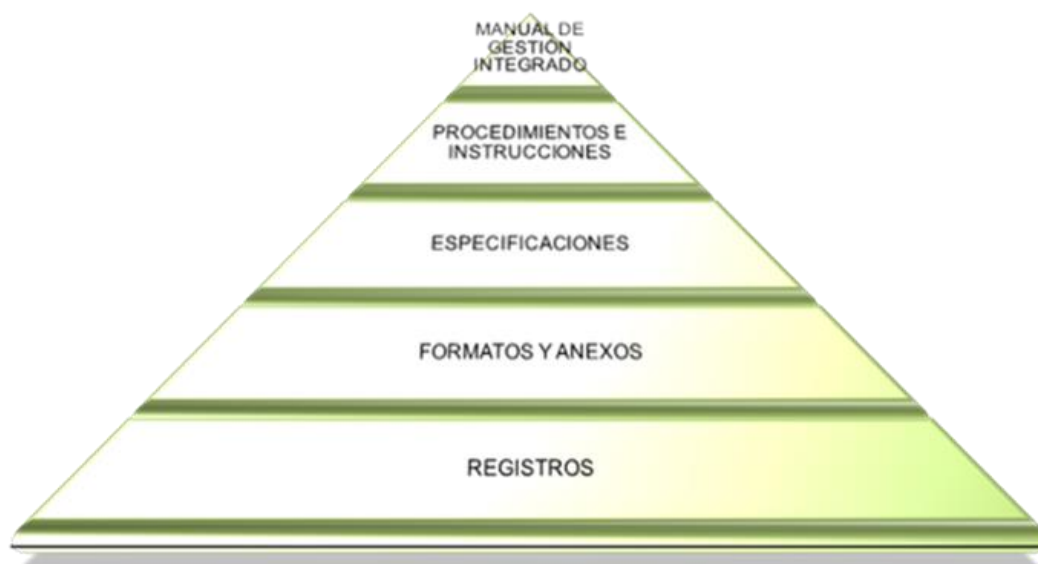 MANUAL DE
GESTIÓN
INTEGRADO
PROCEDIMIENTOS E
INSTRUCCIONES
ESPECIFICACIONES
FORMATOS Y ANEXOS
REGISTROS